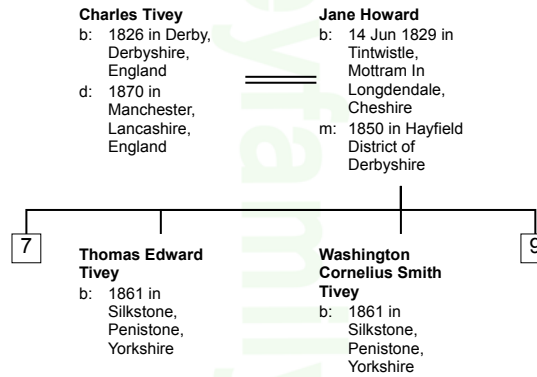 Charles Tivey
b: 1826 in Derby,
Derbyshire,
England
d: 1870 in
Manchester,
Lancashire,
England
Jane Howard
b: 14 Jun 1829 in
Tintwistle,
Mottram In
Longdendale,
Cheshire
m: 1850 in Hayfield
District of
Derbyshire
7
Thomas Edward
Tivey
b: 1861 in
Silkstone,
Penistone,
Yorkshire
Washington
Cornelius Smith
Tivey
b: 1861 in
Silkstone,
Penistone,
Yorkshire
9
eyfamily